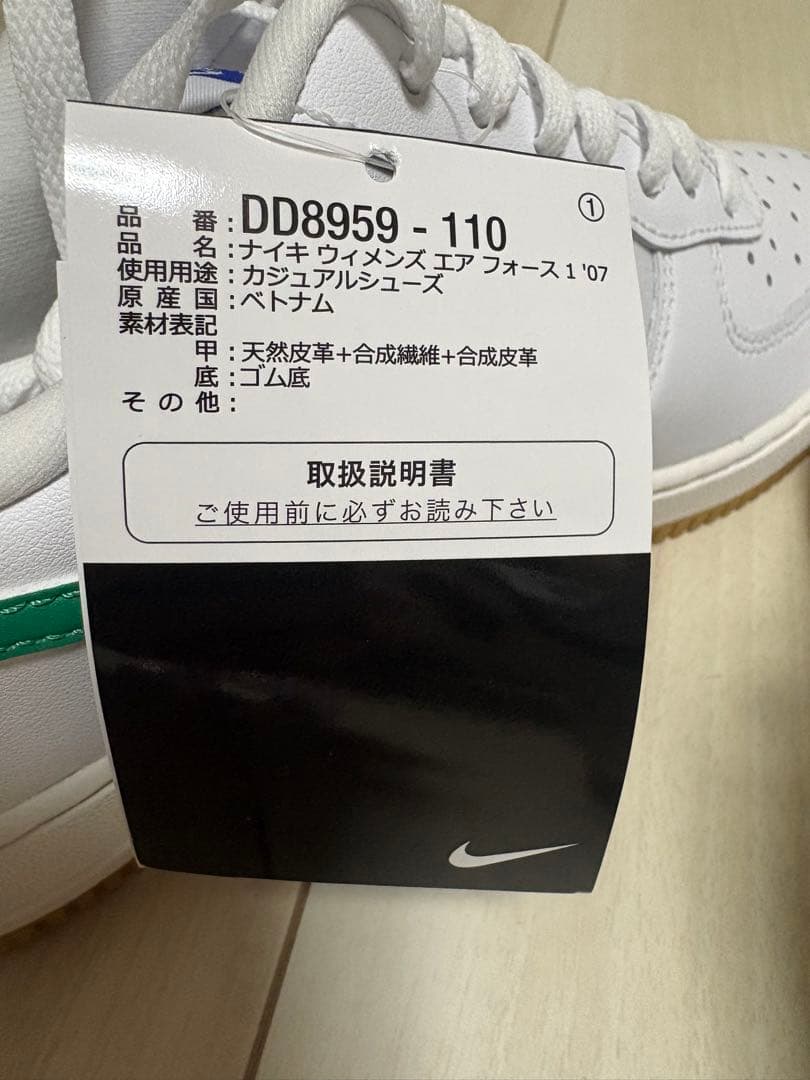 ①
品番:DD8959-110
品名:ナイキ ウィメンズ エア フォース 1 '07
使用用途:カジュアルシューズ
原産国:ベトナム
素材表記
甲:天然皮革+合成繊維+合成皮革
底:ゴム底
その他:
取扱説明書
ご使用前に必ずお読み下さい